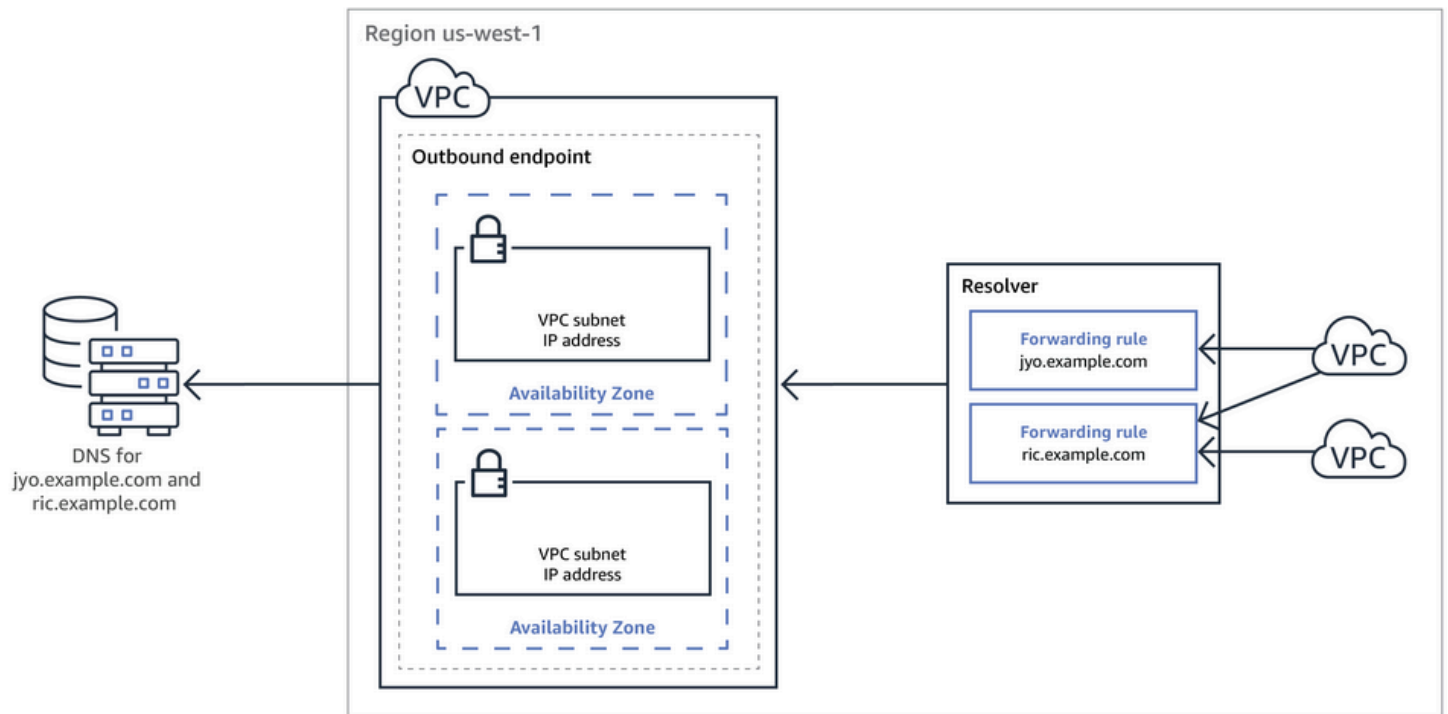 Region us-west-1
VPC
Outbound endpoint
VPC subnet
IP address
Availability Zone
VPC subnet
IP address
Availability Zone
DNS for
jyo.example.com and
ric.example.com
Resolver
Forwarding rule
jyo.example.com
Forwarding rule
ric.example.com
VPC
VPC